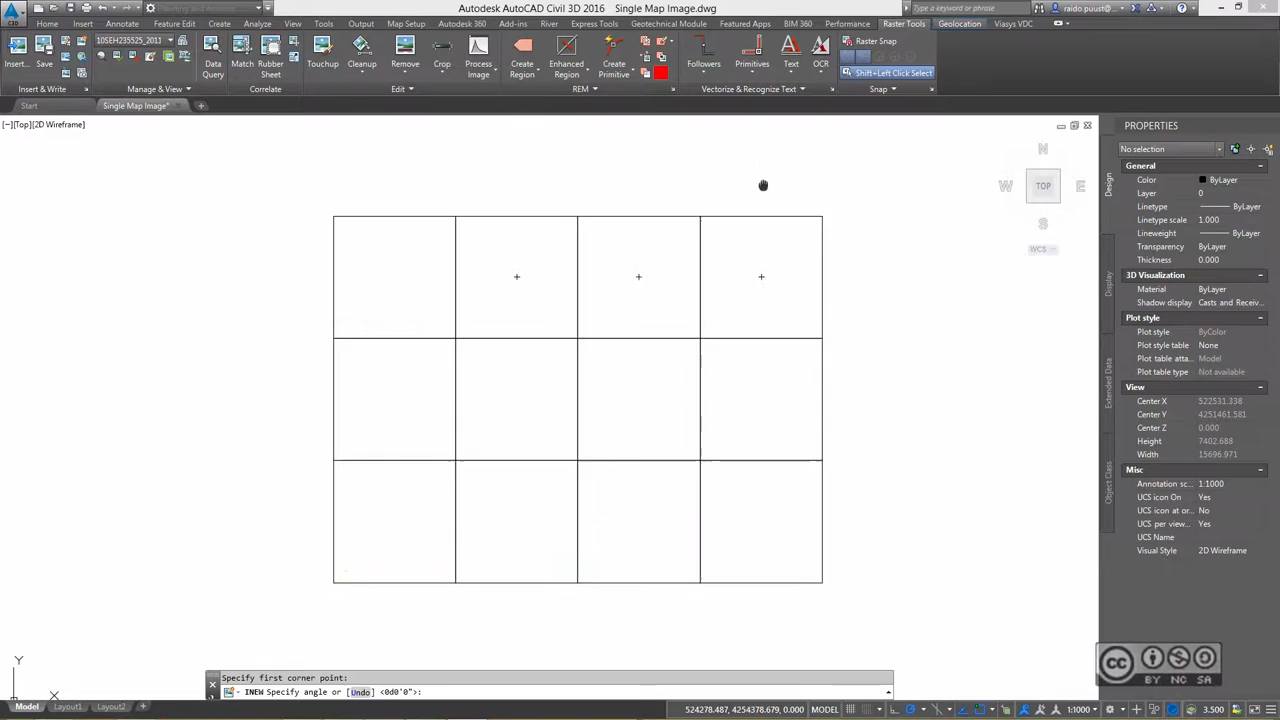 Autodesk AutoCAD Civil 3D 2016   Single Map Image.dwg
Type a keyword or phrase
raido.puust@...
Home Insert Annotate Modify Feature Edit Create Analyze View Tools Output Map Setup Autodesk 360 Add-ins River Express Tools Geotechnical Module Featured Apps BIM 360 Performance Raster Tools Geolocation Viasys VDC
10SEH235525_2011
Insert... Save Data Query Match Rubber Sheet Touchup Cleanup Remove Crop Process Image Create Region Enhanced Region Create Primitive Followers Primitives Text OCR
Raster Snap
Shift+Left Click Select
Insert & Write Manage & View Correlate Edit REM Vectorize & Recognize Text Snap
Start Single Map Image*
[−][Top][2D Wireframe]
N
W TOP E
S
WCS
PROPERTIES
No selection
General
Color ByLayer
Layer 0
Linetype ByLayer
Linetype scale 1.000
Lineweight ByLayer
Transparency ByLayer
Thickness 0.000
3D Visualization
Material ByLayer
Shadow display Casts and Receiv...
Plot style
Plot style ByColor
Plot style table None
Plot table atta... Model
Plot table type Not available
View
Center X 522531.338
Center Y 4251461.581
Center Z 0.000
Height 7402.688
Width 15696.971
Misc
Annotation sc... 1:1000
UCS icon On Yes
UCS icon at or... No
UCS per view... Yes
UCS Name
Visual Style 2D Wireframe
Design
Display
Extended Data
Object Class
Y
X
Specify first corner point:
INEW Specify angle or [Undo] <0d0'0">:
cc BY NC SA
Model Layout1 Layout2
524278.487, 4254378.679, 0.000 MODEL 1:1000 3.500